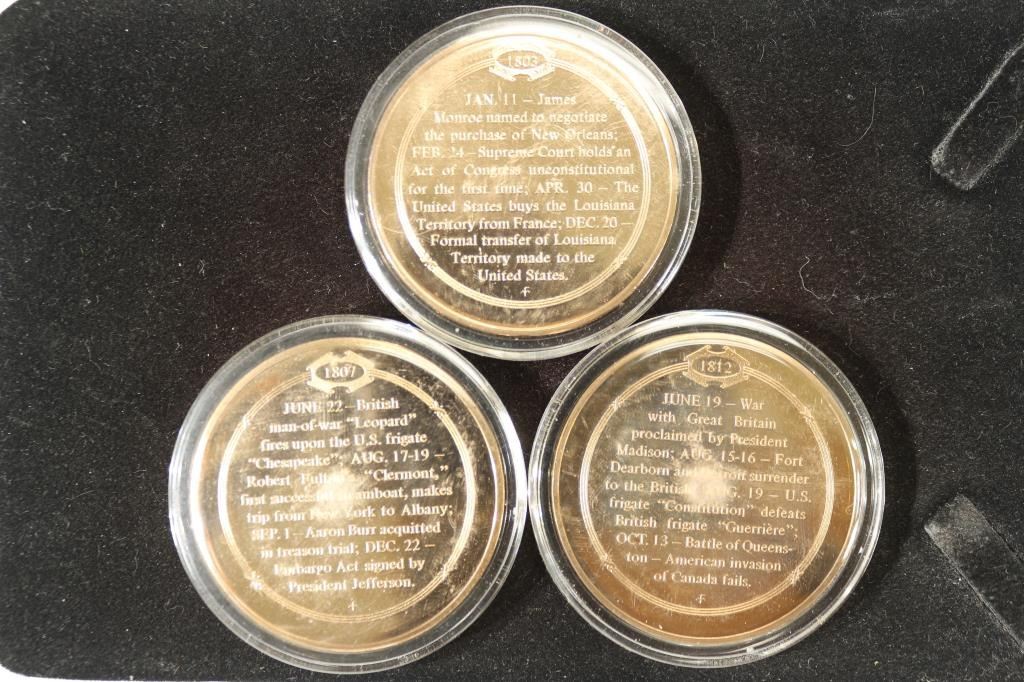 1803
JAN. 11 – James
Monroe named to negotiate
the purchase of New Orleans;
FEB. 24 – Supreme Court holds an
Act of Congress unconstitutional
for the first time; APR. 30 – The
United States buys the Louisiana
Territory from France; DEC. 20 –
Formal transfer of Louisiana
Territory made to the
United States.
1807
JUNE 22 – British
man-of-war "Leopard"
fires upon the U.S. frigate
"Chesapeake"; AUG. 17-19 –
Robert "Clermont,"
first successful steamboat, makes
trip from New York to Albany;
SEP. 1 – Aaron Burr acquitted
in treason trial; DEC. 22 –
Embargo Act signed by
President Jefferson.
1812
JUNE 19 – War
with Great Britain
proclaimed by President
Madison; AUG. 15-16 – Fort
Dearborn and surrender
to the British; AUG. 19 – U.S.
frigate "Constitution" defeats
British frigate "Guerrière";
OCT. 13 – Battle of Queens-
ton – American invasion
of Canada fails.